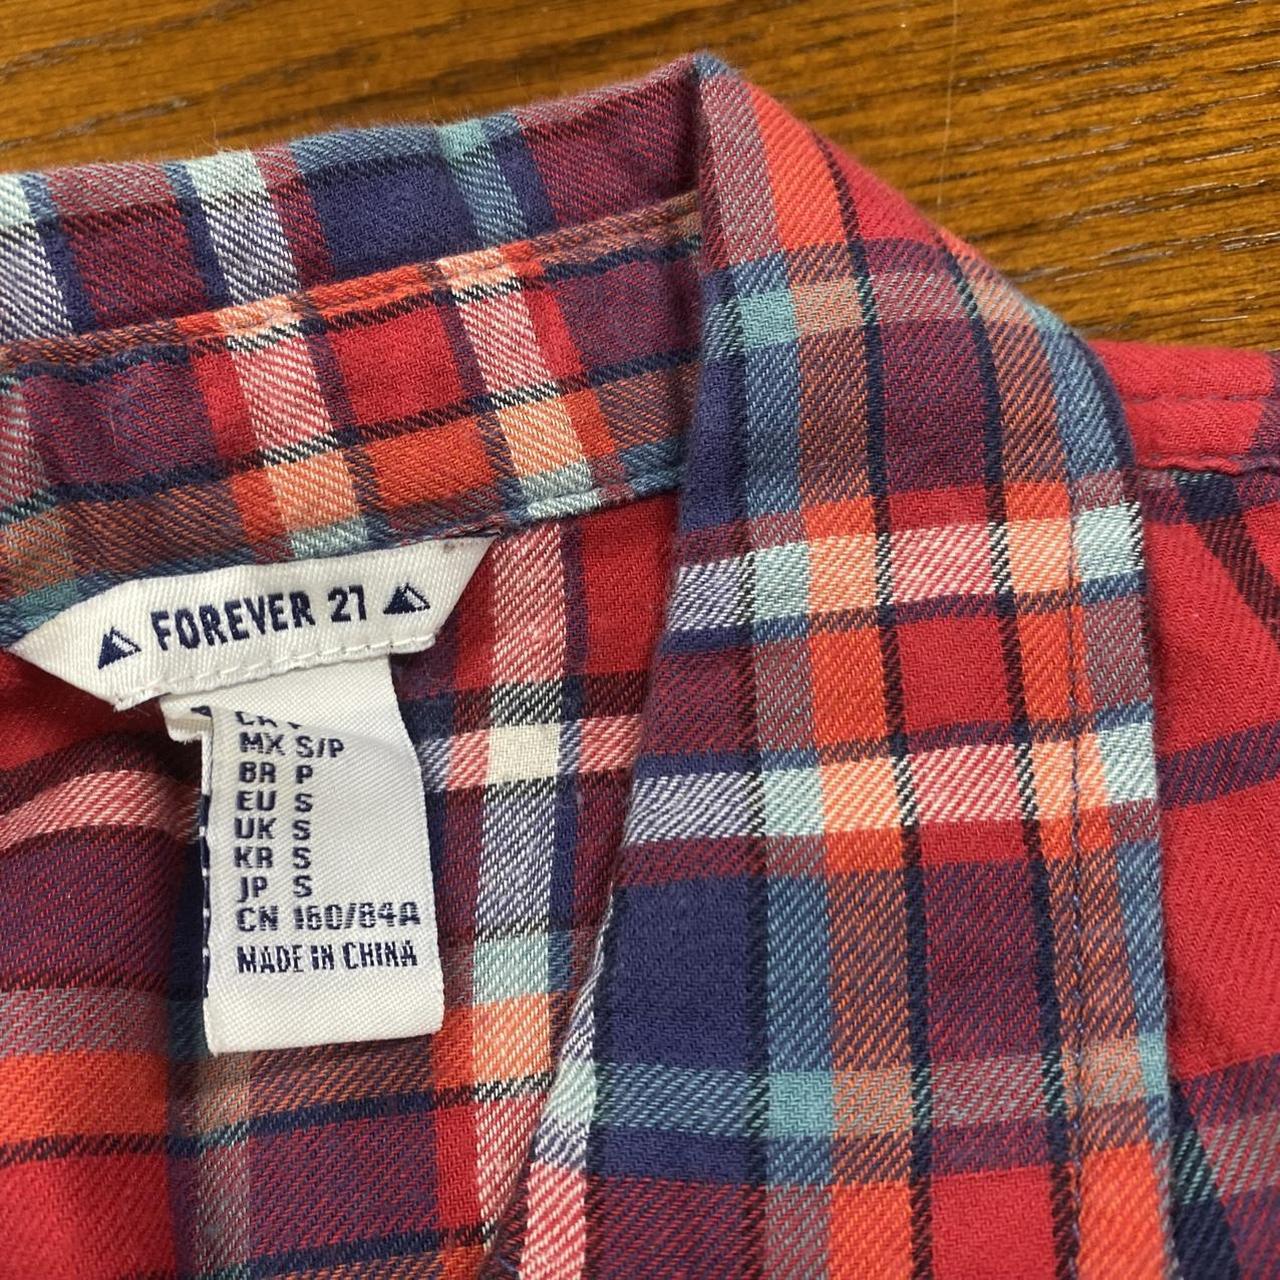 FOREVER 21
MX S/P
BR P
EU S
UK S
KR S
JP S
CN 160/84A
MADE IN CHINA